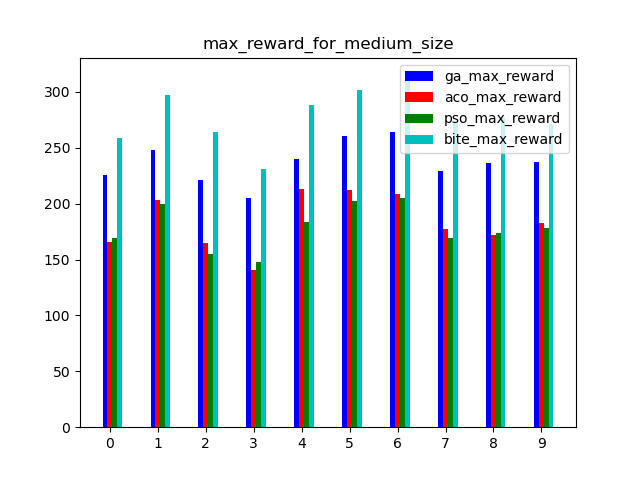 max_reward_for_medium_size
ga_max_reward
aco_max_reward
pso_max_reward
bite_max_reward
300
250
200
150
100
50
0
0 1 2 3 4 5 6 7 8 9